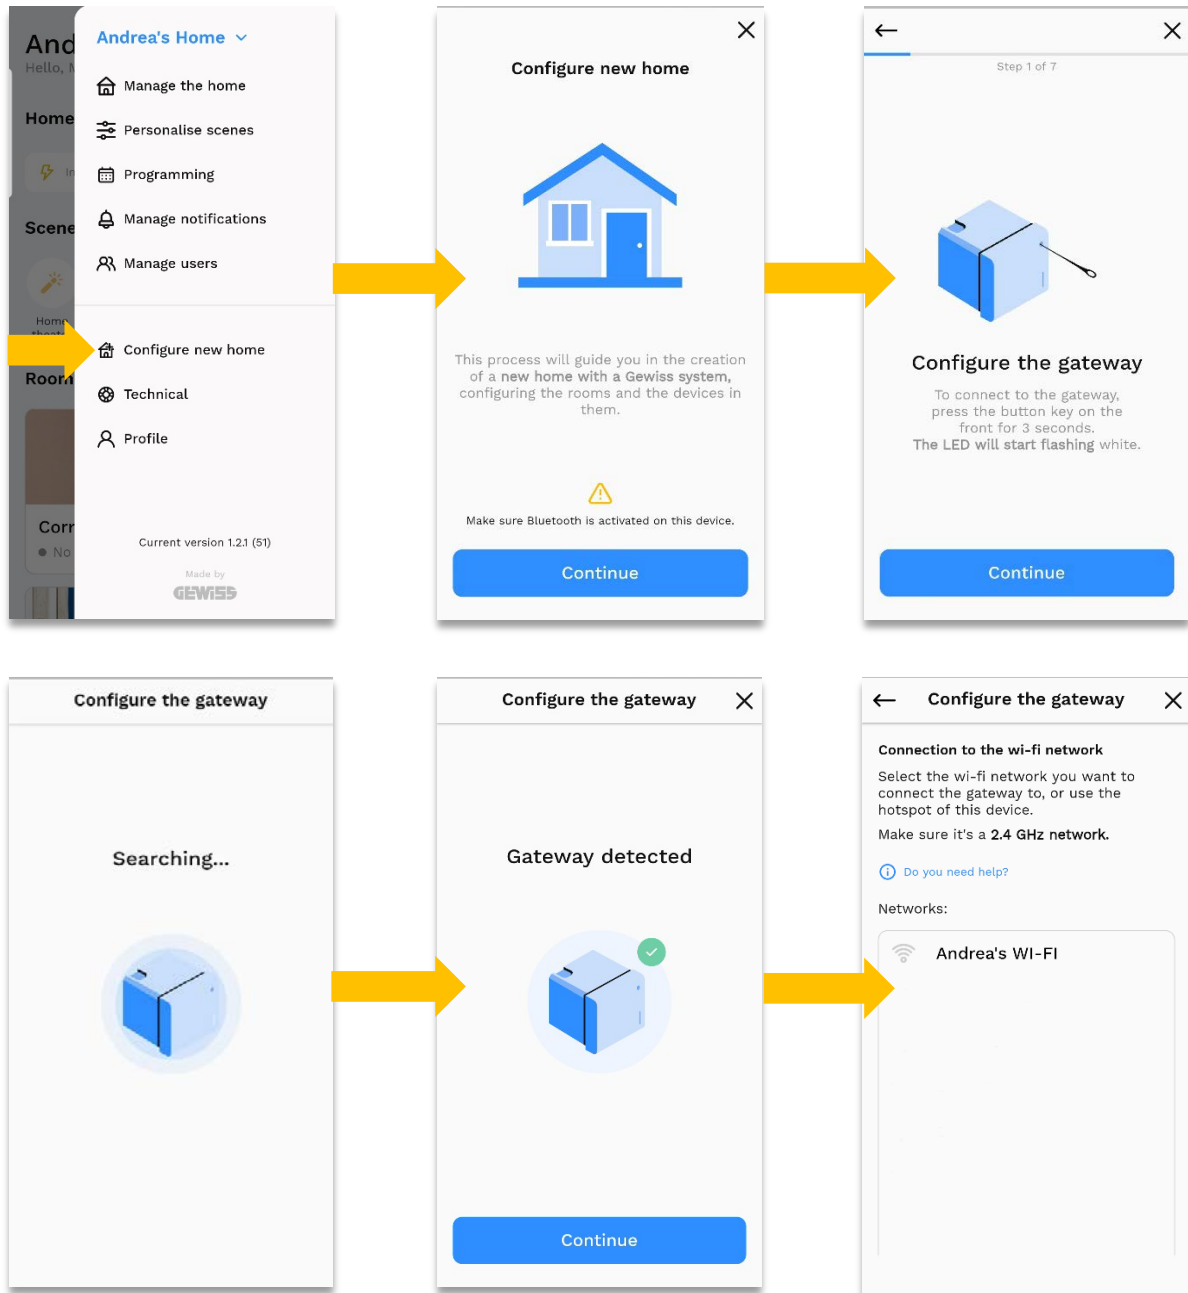 Andrea's Home
And
Hello, M
Manage the home
Home
Personalise scenes
Programming
In
Manage notifications
Scene
Manage users
Home
theat
Configure new home
Room
Technical
Profile
Corr
No
Current version 1.2.1 (51)
Made by
GEWISS
Configure new home
This process will guide you in the creation
of a new home with a Gewiss system,
configuring the rooms and the devices in
them.
Make sure Bluetooth is activated on this device.
Continue
Step 1 of 7
Configure the gateway
To connect to the gateway,
press the button key on the
front for 3 seconds.
The LED will start flashing white.
Continue
Configure the gateway
Searching...
Configure the gateway
Gateway detected
Continue
Configure the gateway
Connection to the wi-fi network
Select the wi-fi network you want to
connect the gateway to, or use the
hotspot of this device.
Make sure it's a 2.4 GHz network.
Do you need help?
Networks:
Andrea's WI-FI